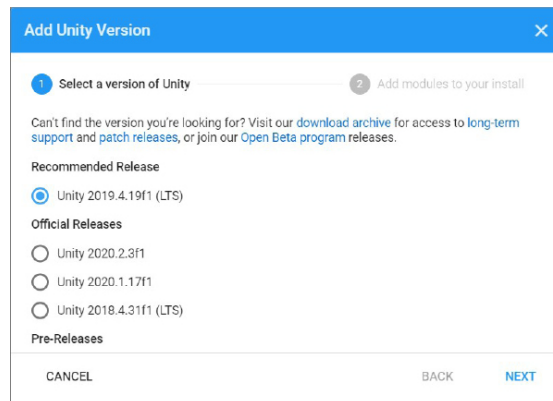 Add Unity Version
1 Select a version of Unity 2 Add modules to your install
Can't find the version you're looking for? Visit our download archive for access to long-term
support and patch releases, or join our Open Beta program releases.
Recommended Release
Unity 2019.4.19f1 (LTS)
Official Releases
Unity 2020.2.3f1
Unity 2020.1.17f1
Unity 2018.4.31f1 (LTS)
Pre-Releases
CANCEL BACK NEXT